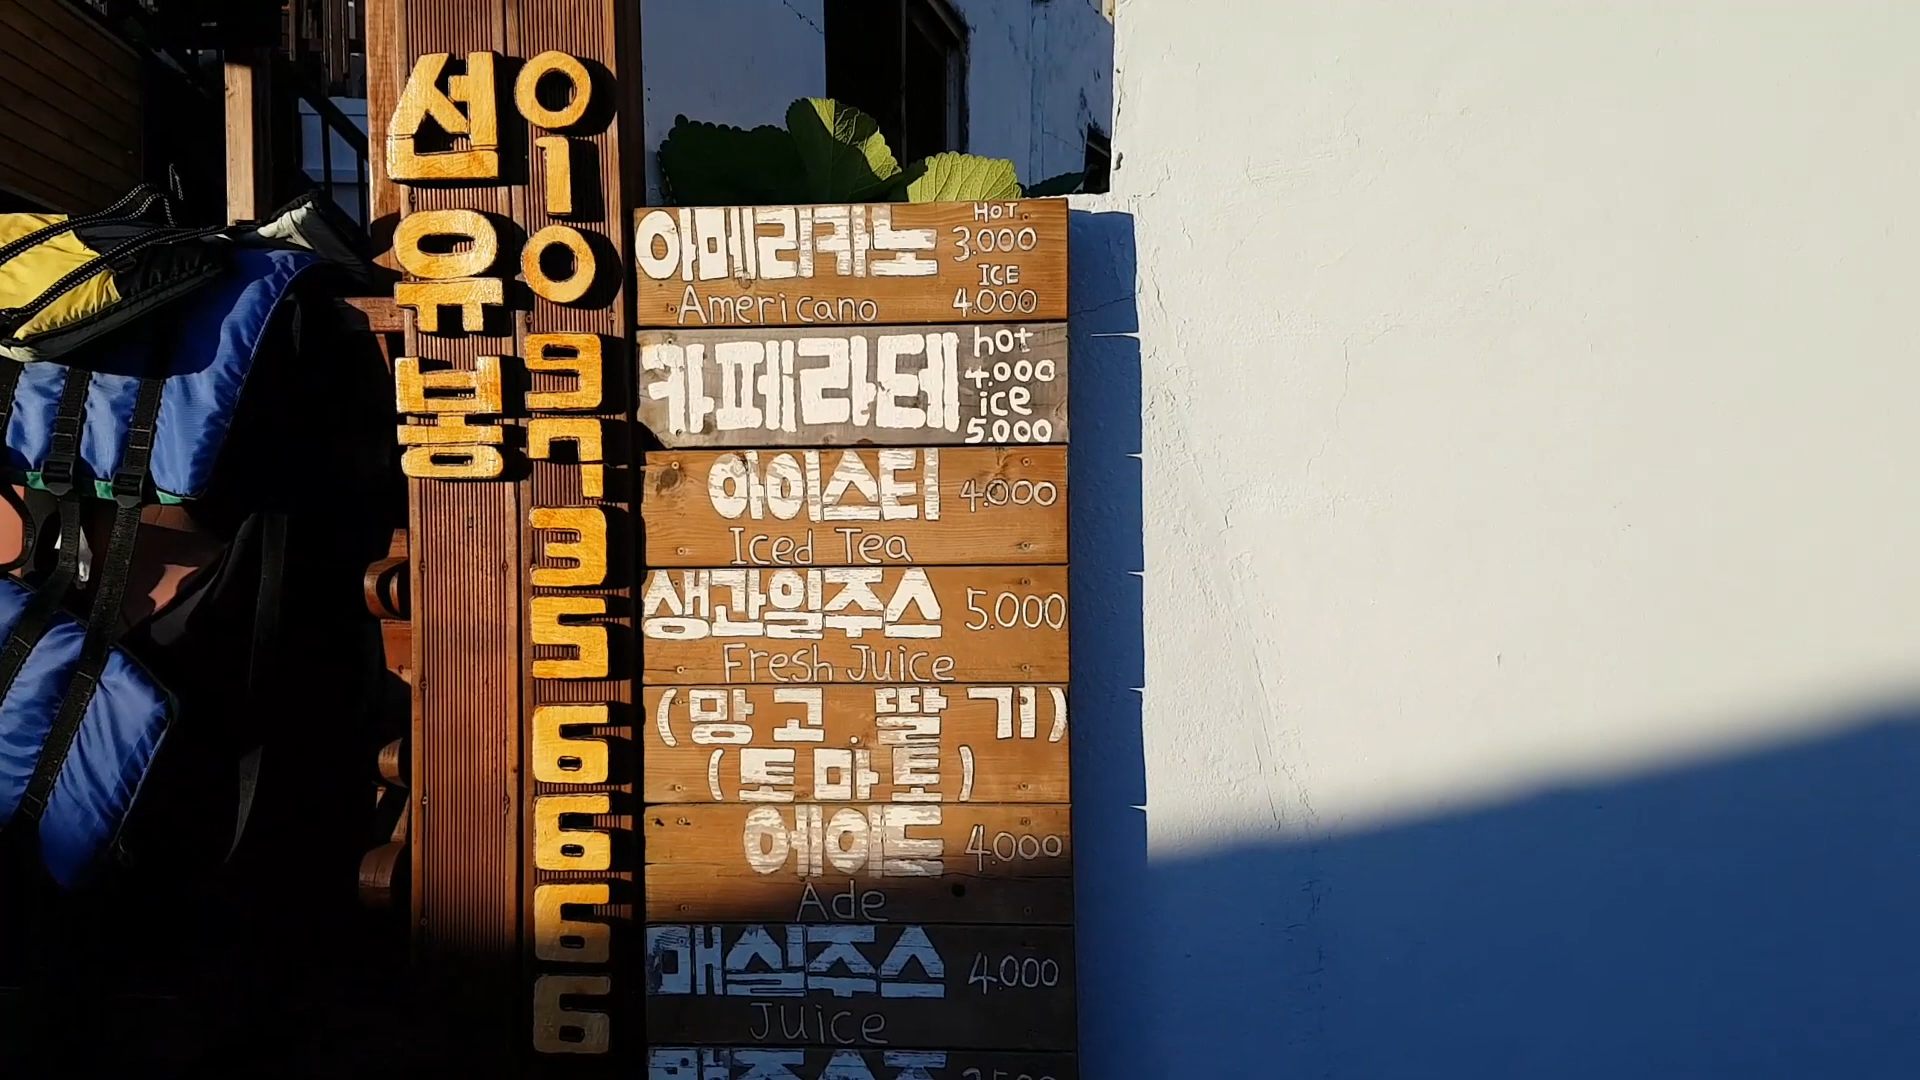 선유봉
010 9735 6666
아메리카노
HOT
3.000
ICE
4.000
Americano
카페라떼
hot
4.000
ice
5.000
아이스티 4.000
Iced Tea
생과일주스 5.000
Fresh Juice
(망고.딸기)
(토마토)
에이드 4.000
Ade
매실주스 4.000
Juice